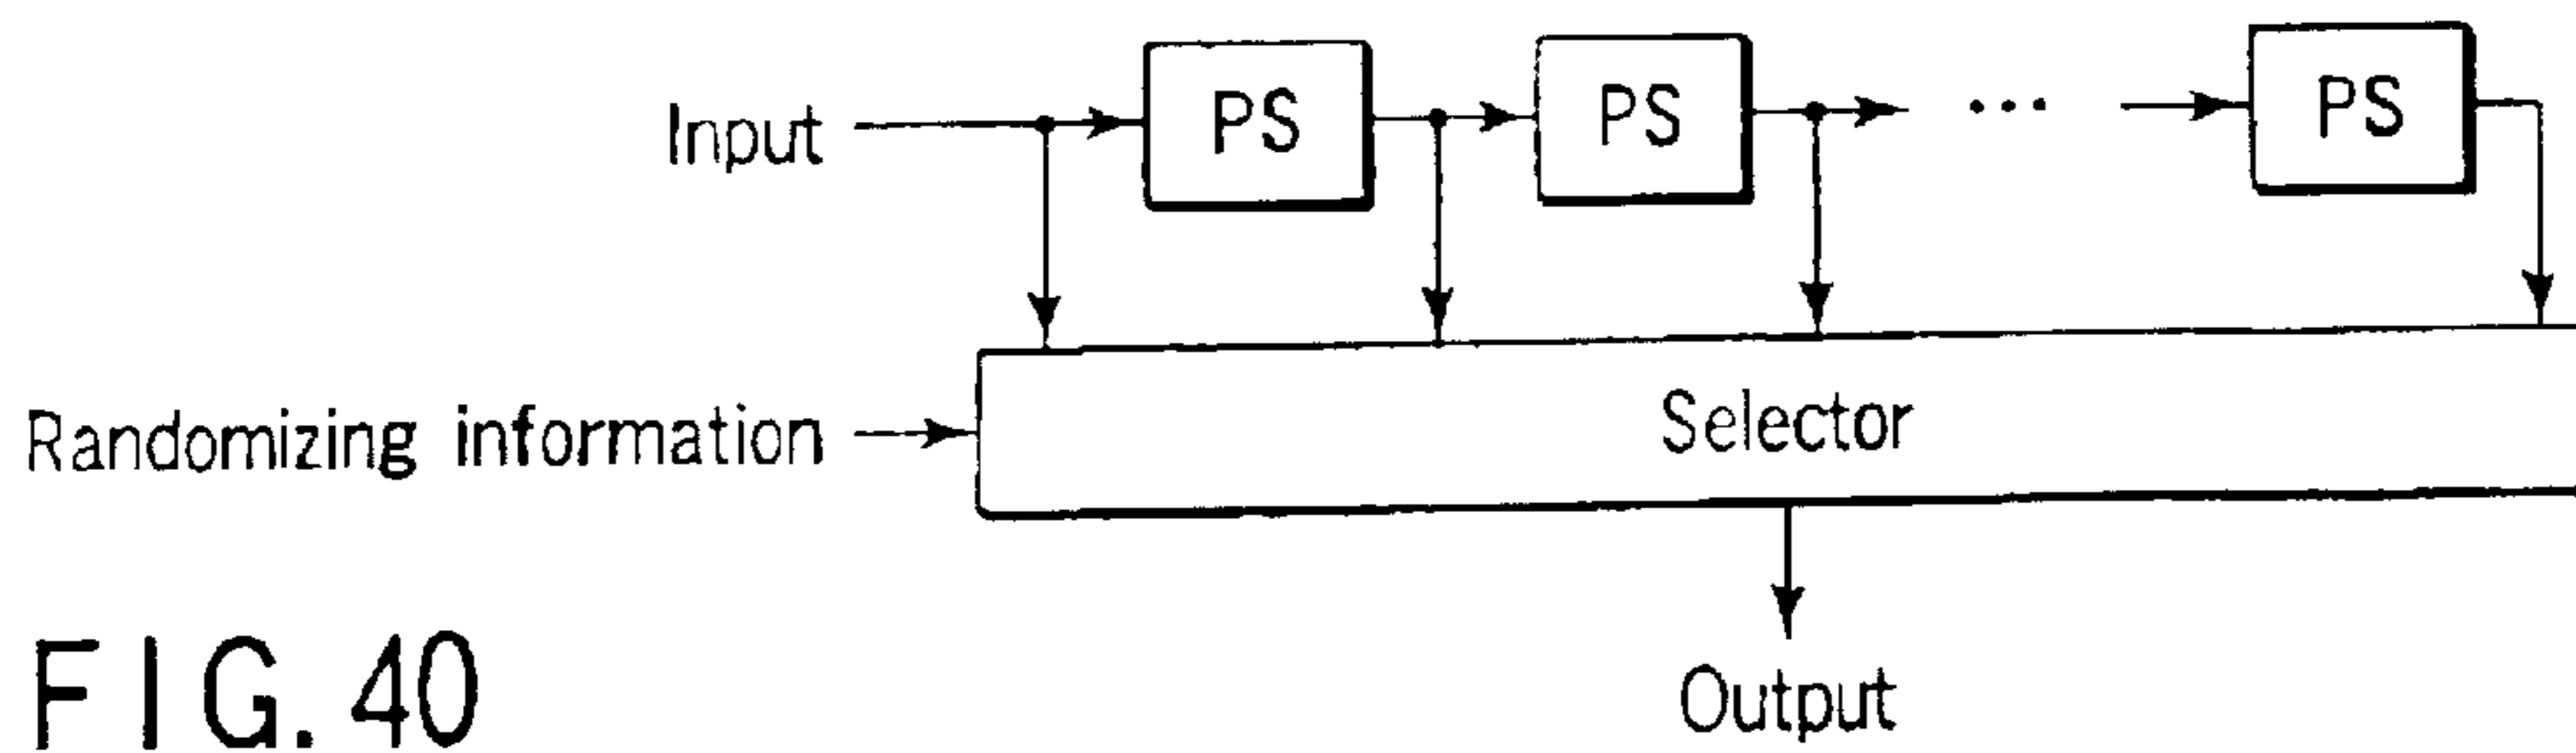 Input
PS
PS
...
PS
Randomizing information
Selector
Output
FIG. 40